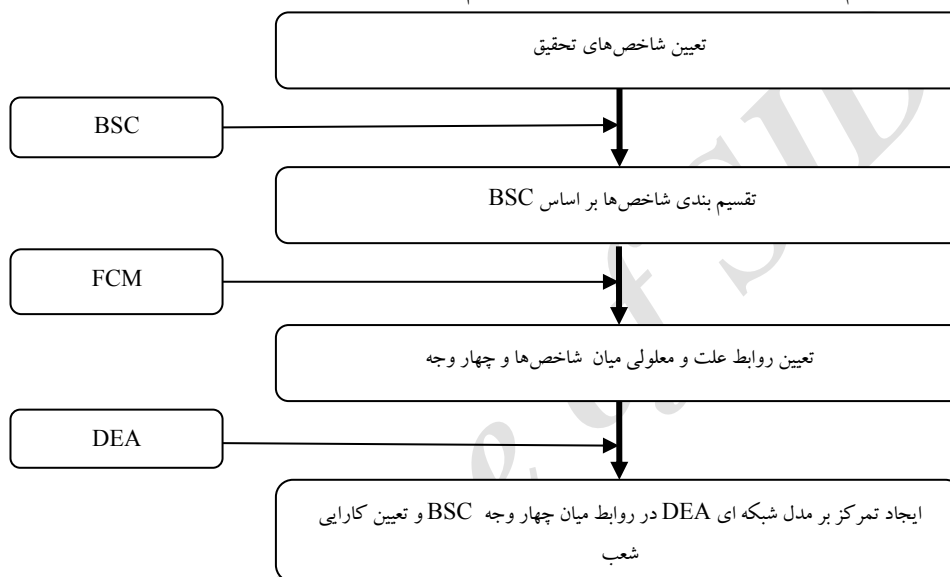 تعیین شاخص‌های تحقیق
BSC
تقسیم بندی شاخص‌ها بر اساس BSC
FCM
تعیین روابط علت و معلولی میان شاخص‌ها و چهار وجه
DEA
ایجاد تمرکز بر مدل شبکه ای DEA در روابط میان چهار وجه BSC و تعیین کارایی
شعب
e of SID